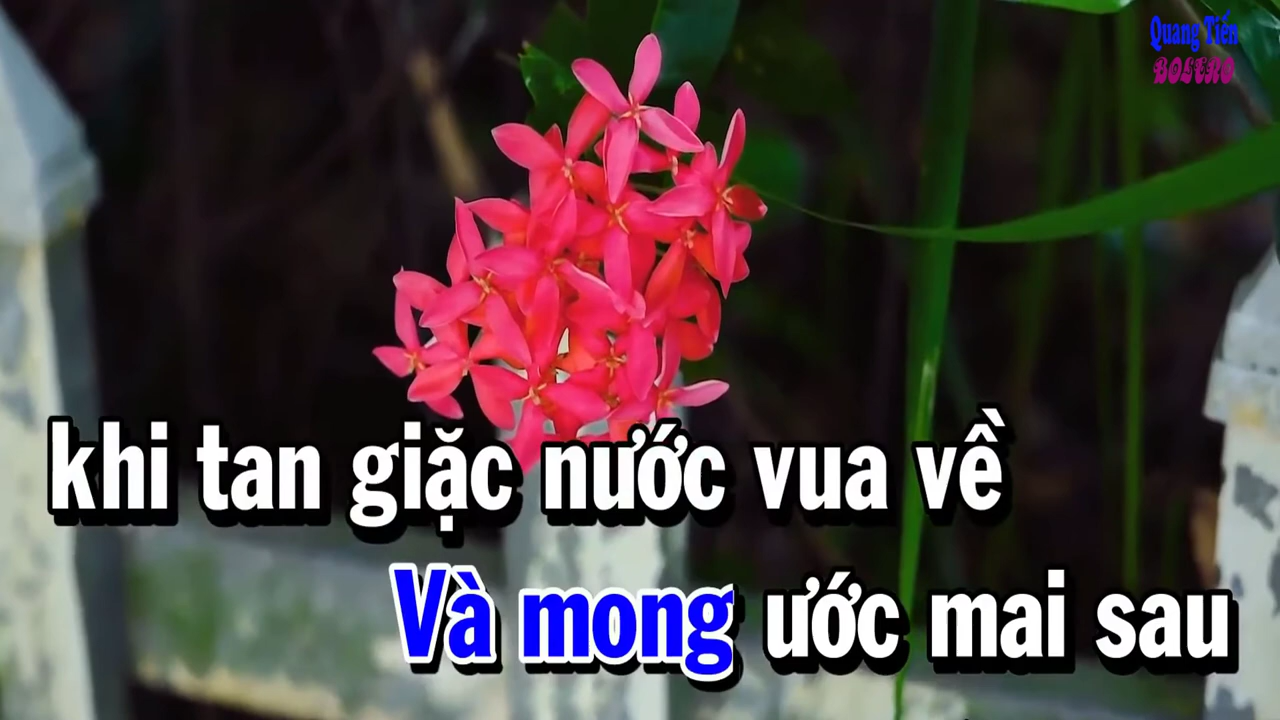 Quang Tiến
BOLERO
khi tan giặc nước vua về
Và mong ước mai sau